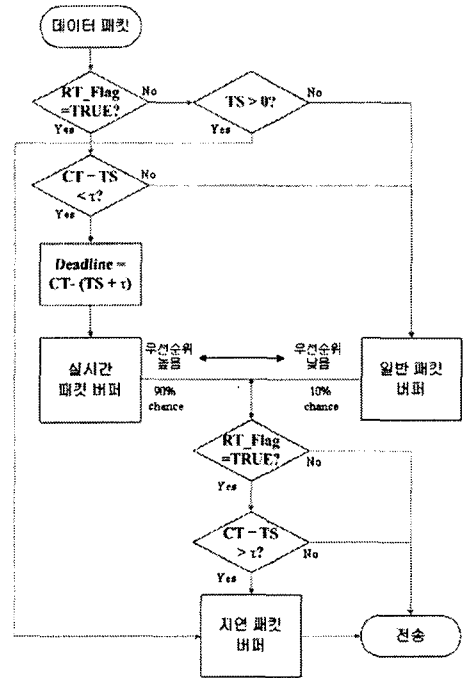 데이터 패킷
RT_Flag
=TRUE?
No
Yes
TS > 0?
No
Yes
CT − TS
< τ?
No
Yes
Deadline =
CT- (TS + τ)
실시간
패킷 버퍼
우선순위
높음
우선순위
낮음
일반 패킷
버퍼
90%
chance
10%
chance
RT_Flag
=TRUE?
No
Yes
CT − TS
> τ?
No
Yes
지연 패킷
버퍼
전송